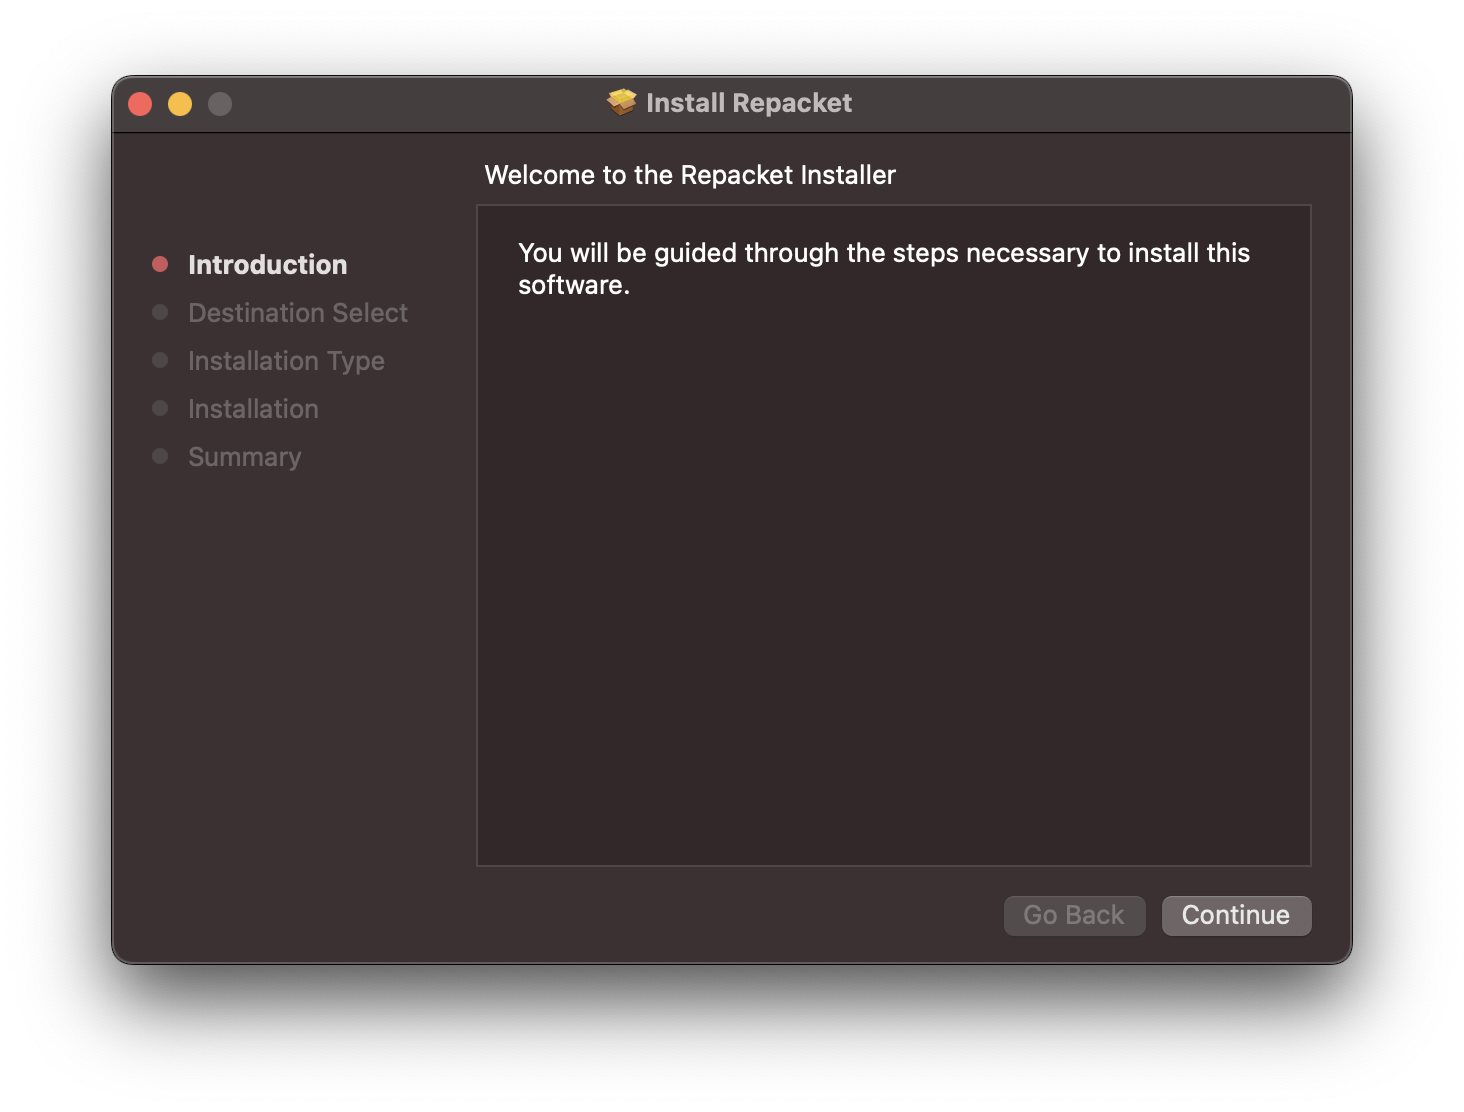 Install Repacket
Welcome to the Repacket Installer
Introduction
Destination Select
Installation Type
Installation
Summary
You will be guided through the steps necessary to install this
software.
Go Back
Continue